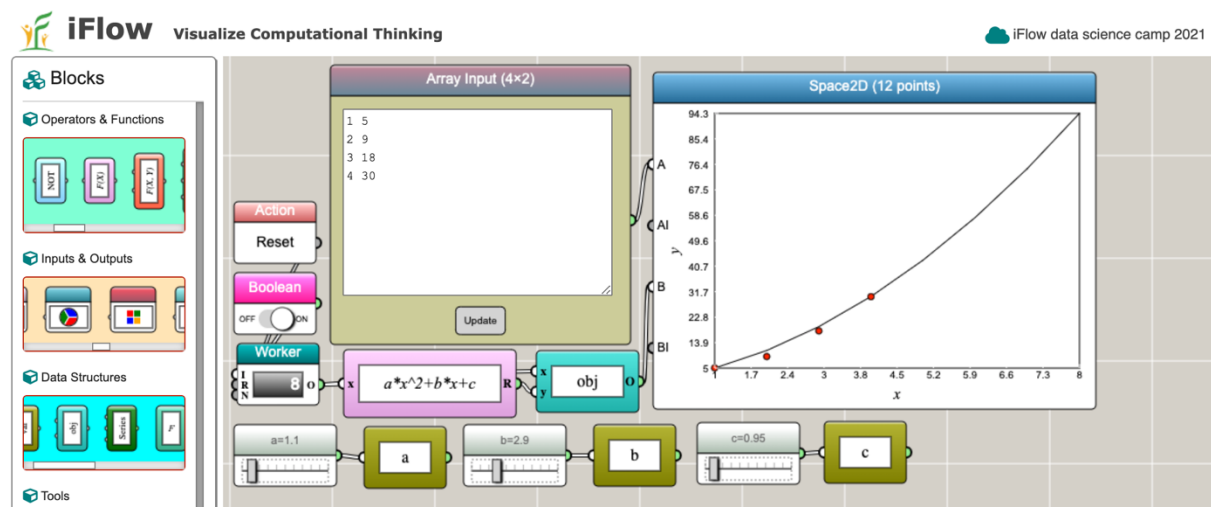 iFlow Visualize Computational Thinking
iFlow data science camp 2021
Blocks
Operators & Functions
NOT
F(X)
F(X, Y)
Inputs & Outputs
Data Structures
obj
Series
F
Tools
Array Input (4×2)
1 5
2 9
3 18
4 30
Update
Action
Reset
Boolean
OFF
ON
Worker
I
R
N
8
O
x
a*x^2+b*x+c
R
x
y
obj
O
a=1.1
a
b=2.9
b
c=0.95
c
Space2D (12 points)
A
AI
B
BI
94.3
85.4
76.4
67.5
58.6
49.6
40.7
31.7
22.8
13.9
5
y
1
1.7
2.4
3
3.8
4.5
5.2
5.9
6.6
7.3
8
x